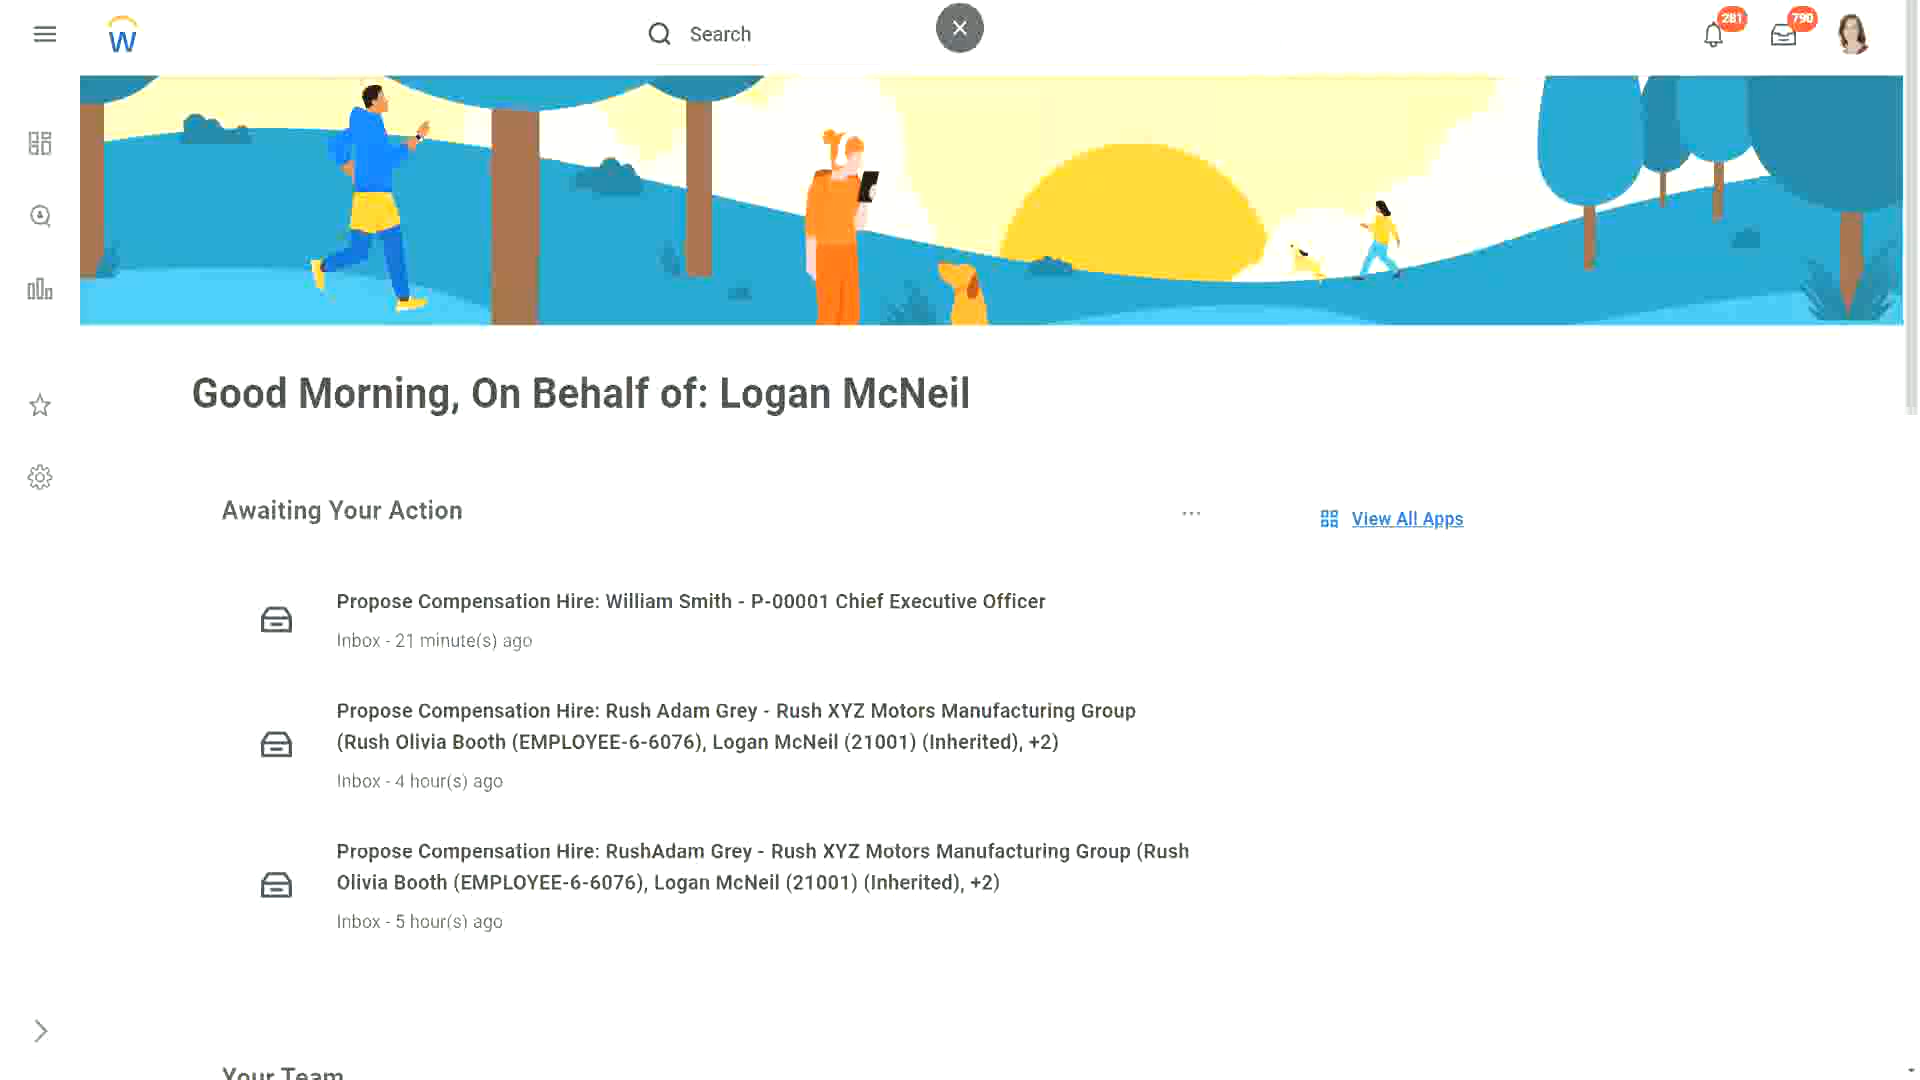 W
Search
281
790
Good Morning, On Behalf of: Logan McNeil
Awaiting Your Action
View All Apps
Propose Compensation Hire: William Smith - P-00001 Chief Executive Officer
Inbox - 21 minute(s) ago
Propose Compensation Hire: Rush Adam Grey - Rush XYZ Motors Manufacturing Group
(Rush Olivia Booth (EMPLOYEE-6-6076), Logan McNeil (21001) (Inherited), +2)
Inbox - 4 hour(s) ago
Propose Compensation Hire: RushAdam Grey - Rush XYZ Motors Manufacturing Group (Rush
Olivia Booth (EMPLOYEE-6-6076), Logan McNeil (21001) (Inherited), +2)
Inbox - 5 hour(s) ago
Your Team